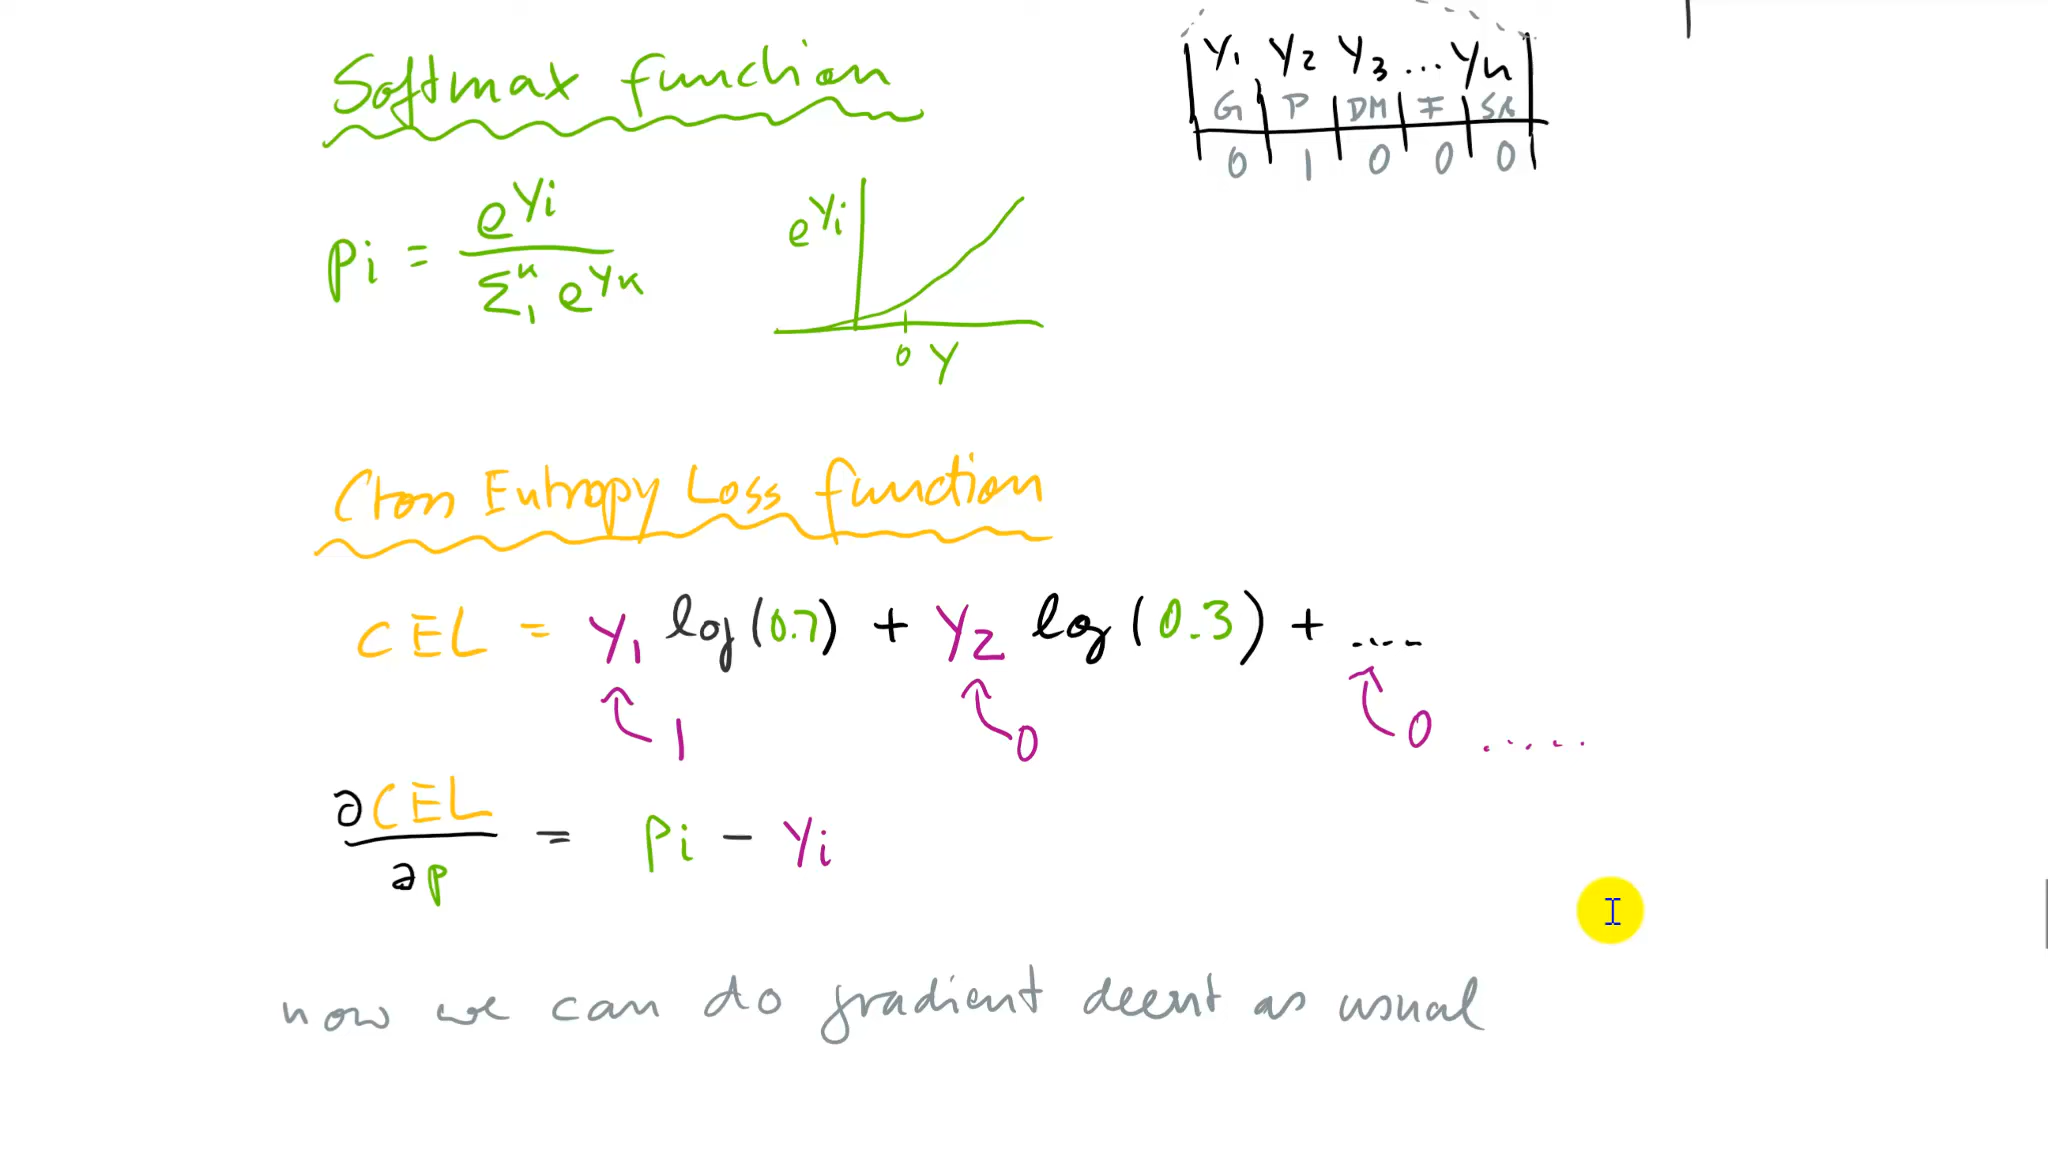 Softmax function
Y1 Y2 Y3 ... Yn
G P DM F SR
0 1 0 0 0
pi = e^Yi / Σ1^k e^Yk
e^Yi
0 Y
Cross Entropy Loss function
CEL = Y1 log(0.7) + Y2 log(0.3) + ....
1 0 0 .....
∂CEL / ∂p = pi - Yi
now we can do gradient decent as usual